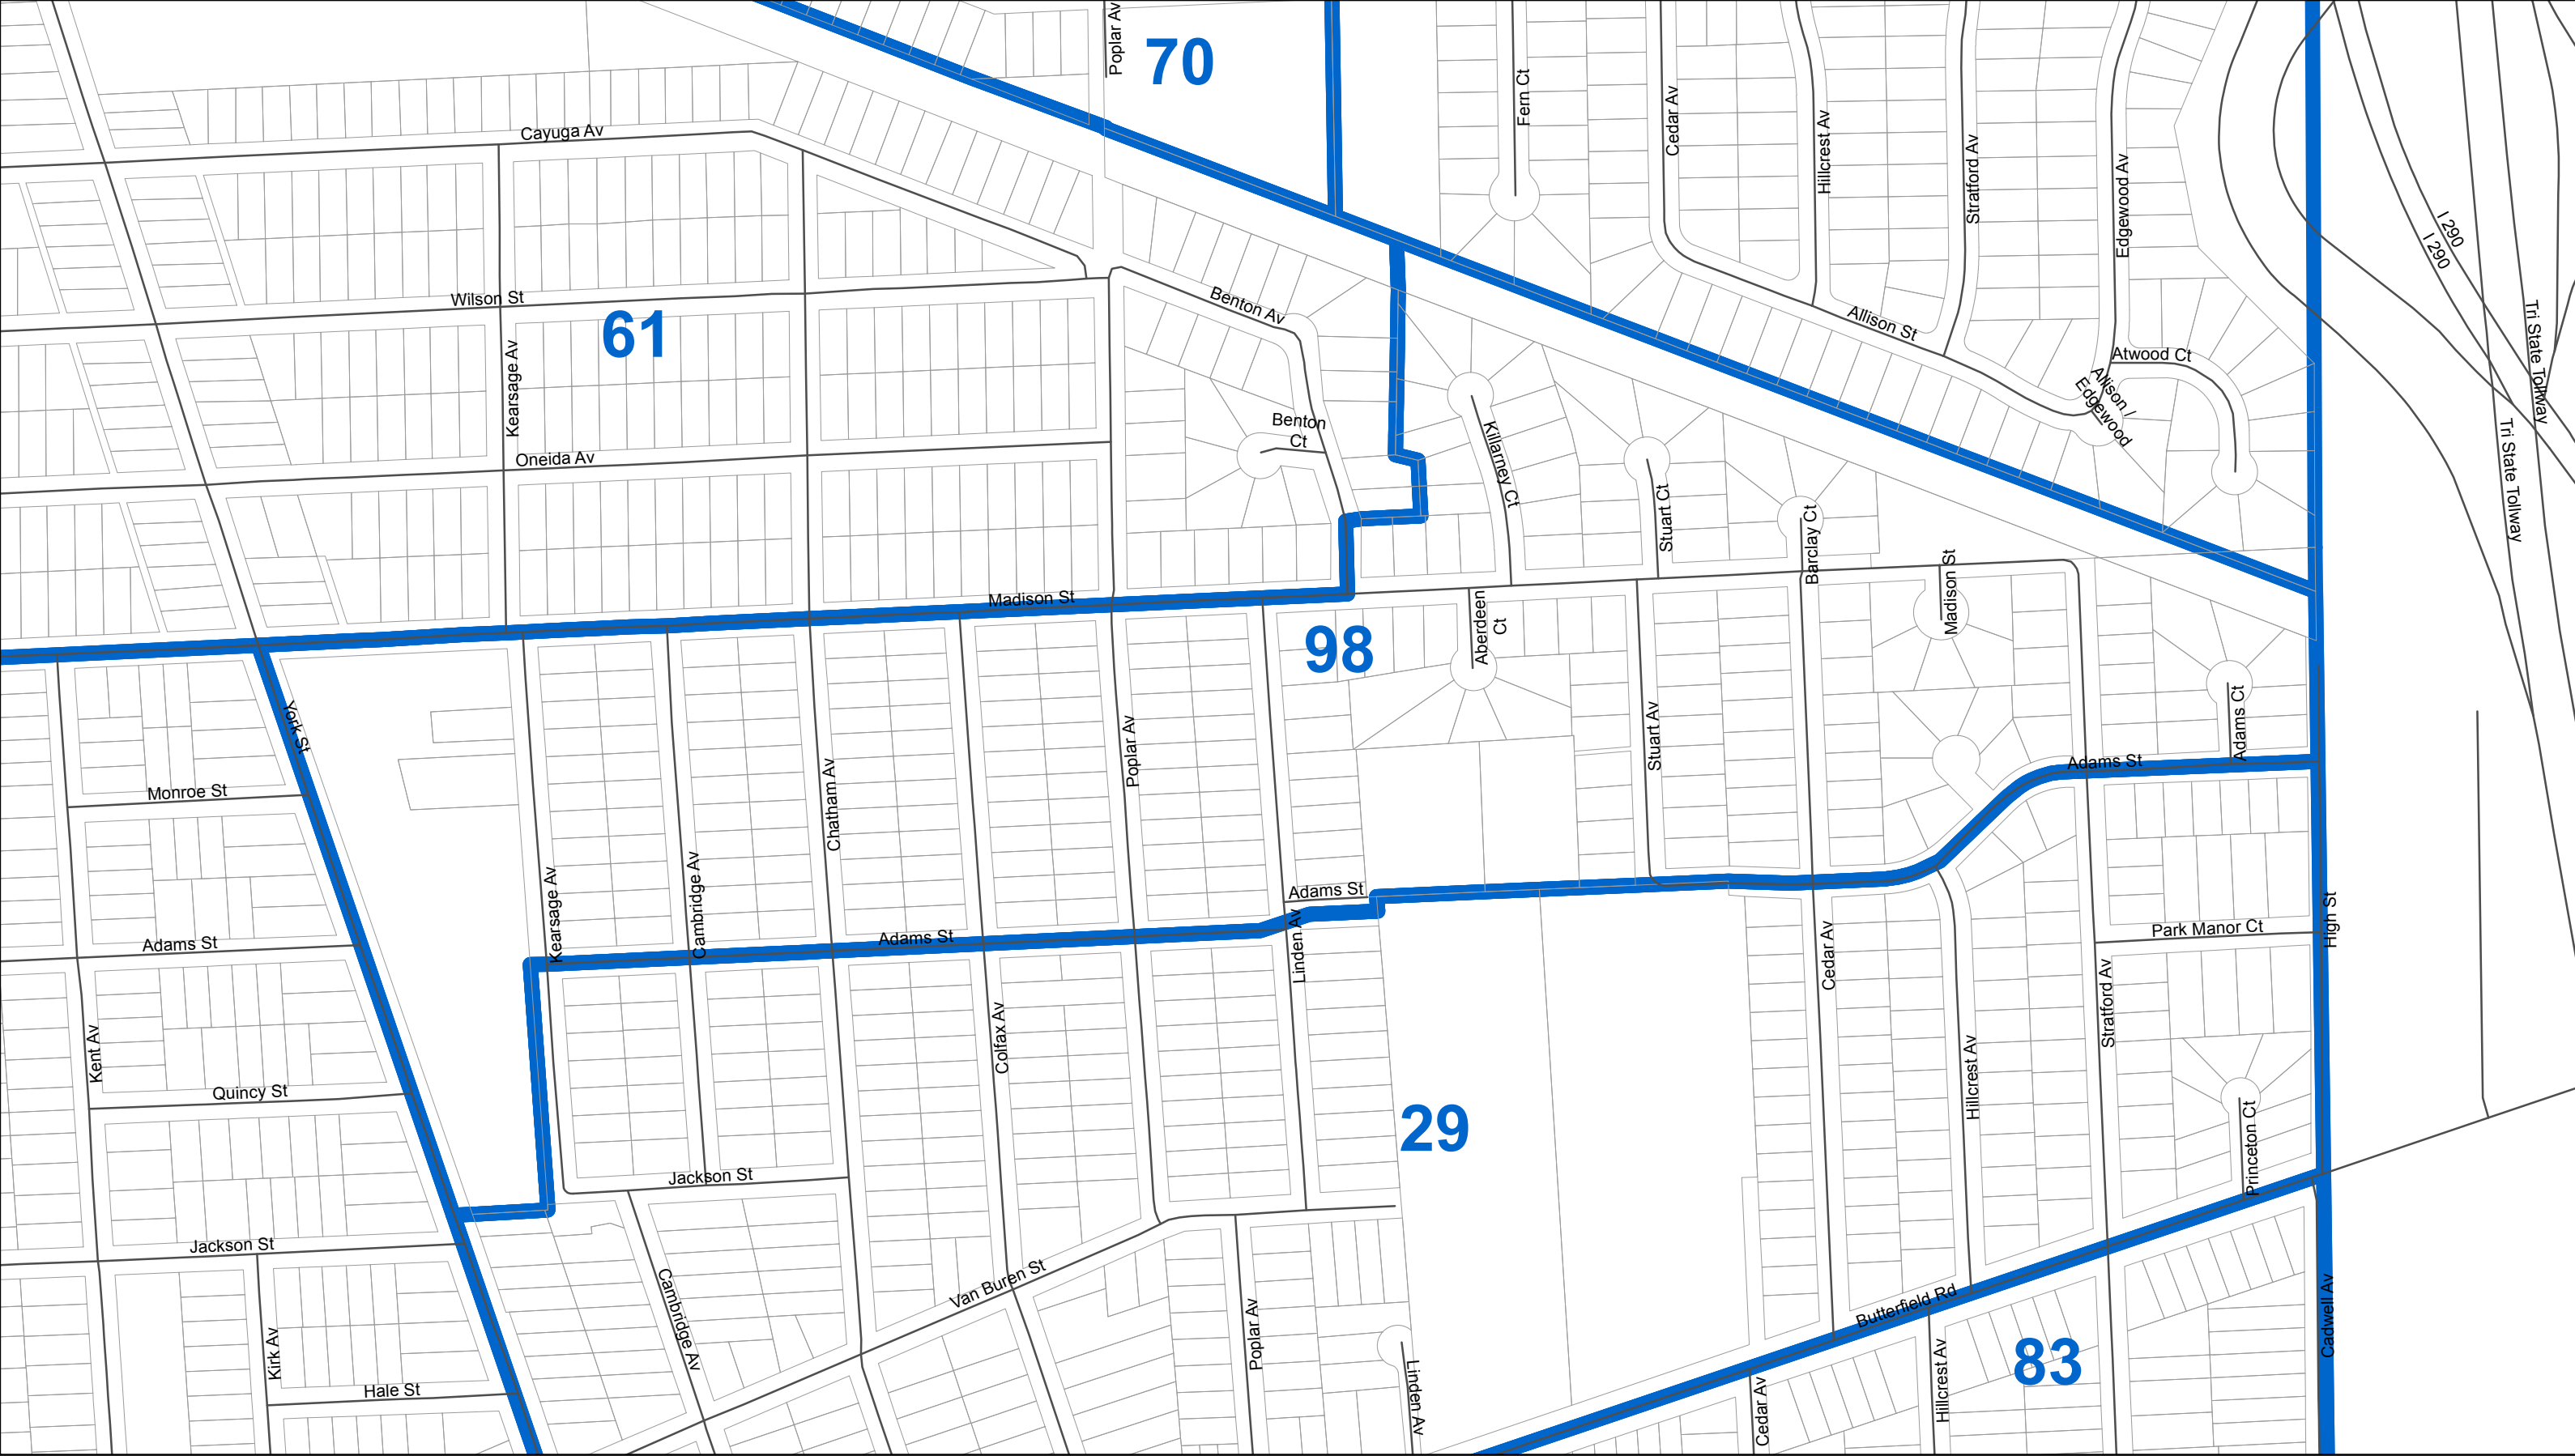 Poplar Av
70
Fern Ct
Cedar Av
Hillcrest Av
Stratford Av
Edgewood Av
I 290
I 290
Cayuga Av
Wilson St
61
Kearsage Av
Benton Av
Allison St
Atwood Ct
Allison /
Edgewood
Tri State Tollway
Tri State Tollway
Benton
Ct
Oneida Av
Killarney Ct
Stuart Ct
Barclay Ct
Madison St
Madison St
Aberdeen
Ct
98
York St
Monroe St
Adams St
Kearsage Av
Cambridge Av
Chatham Av
Poplar Av
Stuart Av
Adams St
Adams Ct
Adams St
Adams St
Linden Av
Cedar Av
High St
Park Manor Ct
Stratford Av
Kent Av
Quincy St
Colfax Av
Hillcrest Av
29
Princeton Ct
Jackson St
Jackson St
Van Buren St
Cambridge Av
Kirk Av
Hale St
Poplar Av
Linden Av
Butterfield Rd
Cadwell Av
83
Hillcrest Av
Cedar Av